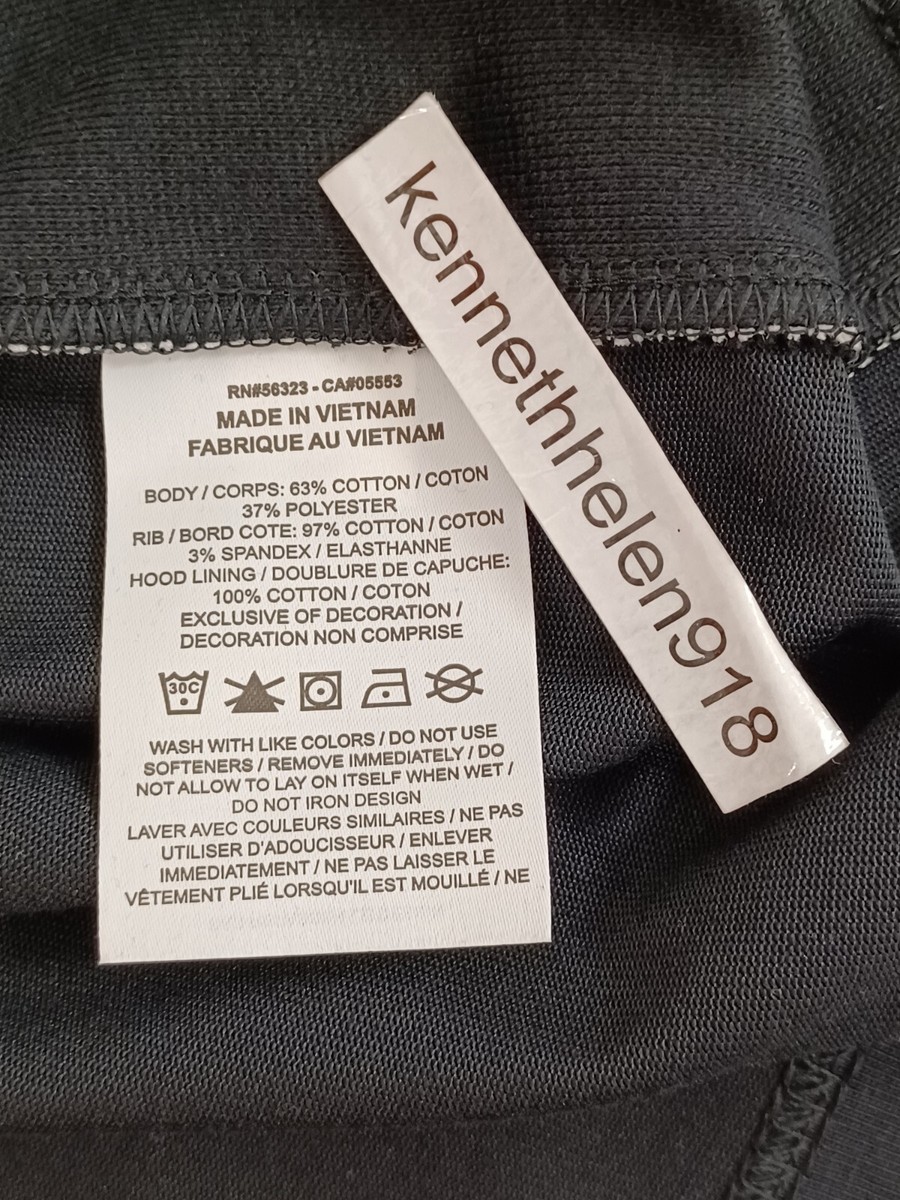 kennethhelen918
RN#56323 - CA#05553
MADE IN VIETNAM
FABRIQUE AU VIETNAM
BODY / CORPS: 63% COTTON / COTON
37% POLYESTER
RIB / BORD COTE: 97% COTTON / COTON
3% SPANDEX / ELASTHANNE
HOOD LINING / DOUBLURE DE CAPUCHE:
100% COTTON / COTON
EXCLUSIVE OF DECORATION /
DECORATION NON COMPRISE
30C
WASH WITH LIKE COLORS / DO NOT USE
SOFTENERS / REMOVE IMMEDIATELY / DO
NOT ALLOW TO LAY ON ITSELF WHEN WET /
DO NOT IRON DESIGN
LAVER AVEC COULEURS SIMILAIRES / NE PAS
UTILISER D'ADOUCISSEUR / ENLEVER
IMMEDIATEMENT / NE PAS LAISSER LE
VÊTEMENT PLIÉ LORSQU'IL EST MOUILLÉ / NE